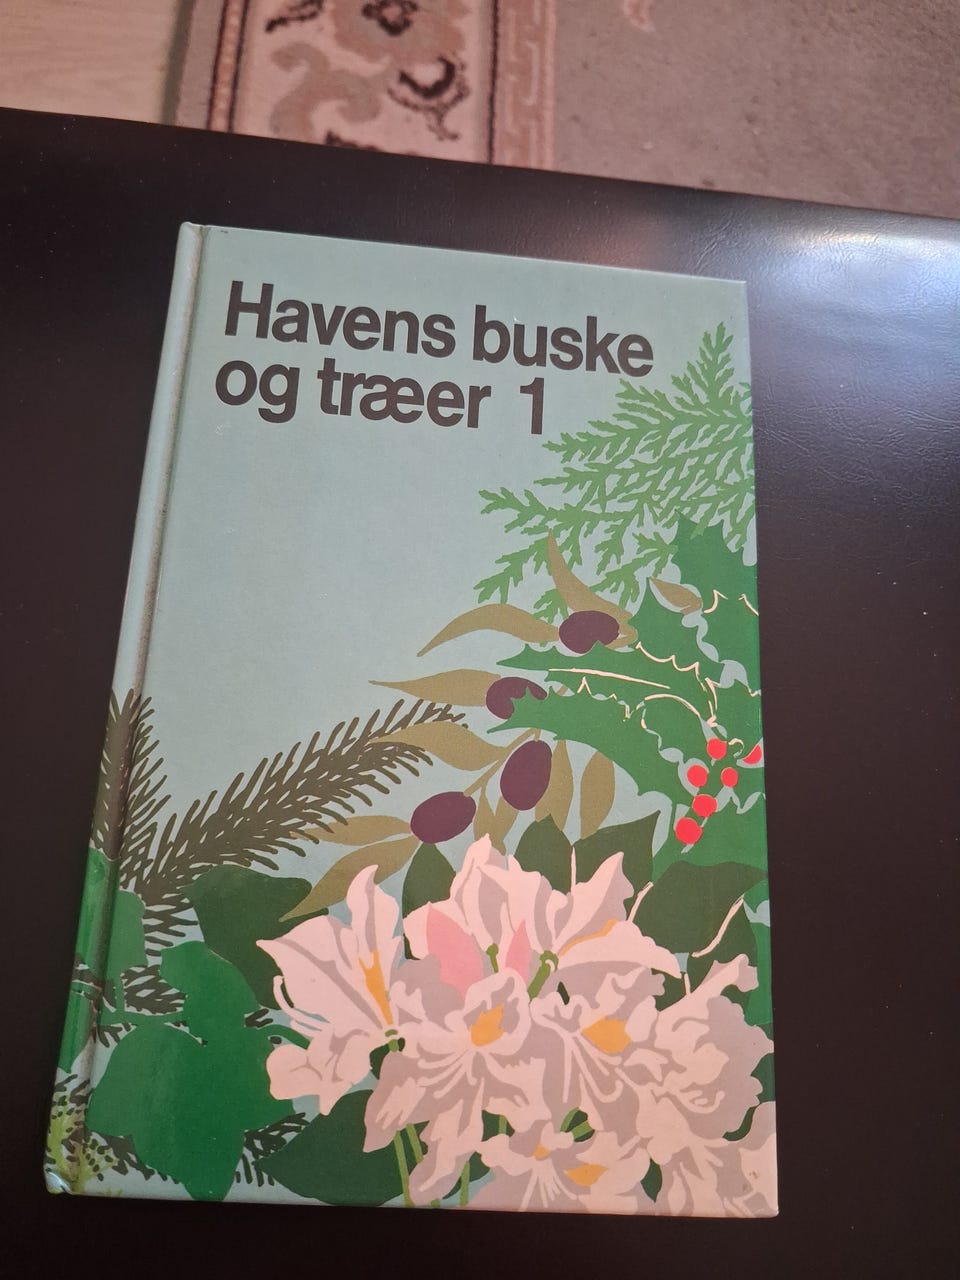 Havens buske
og træer 1